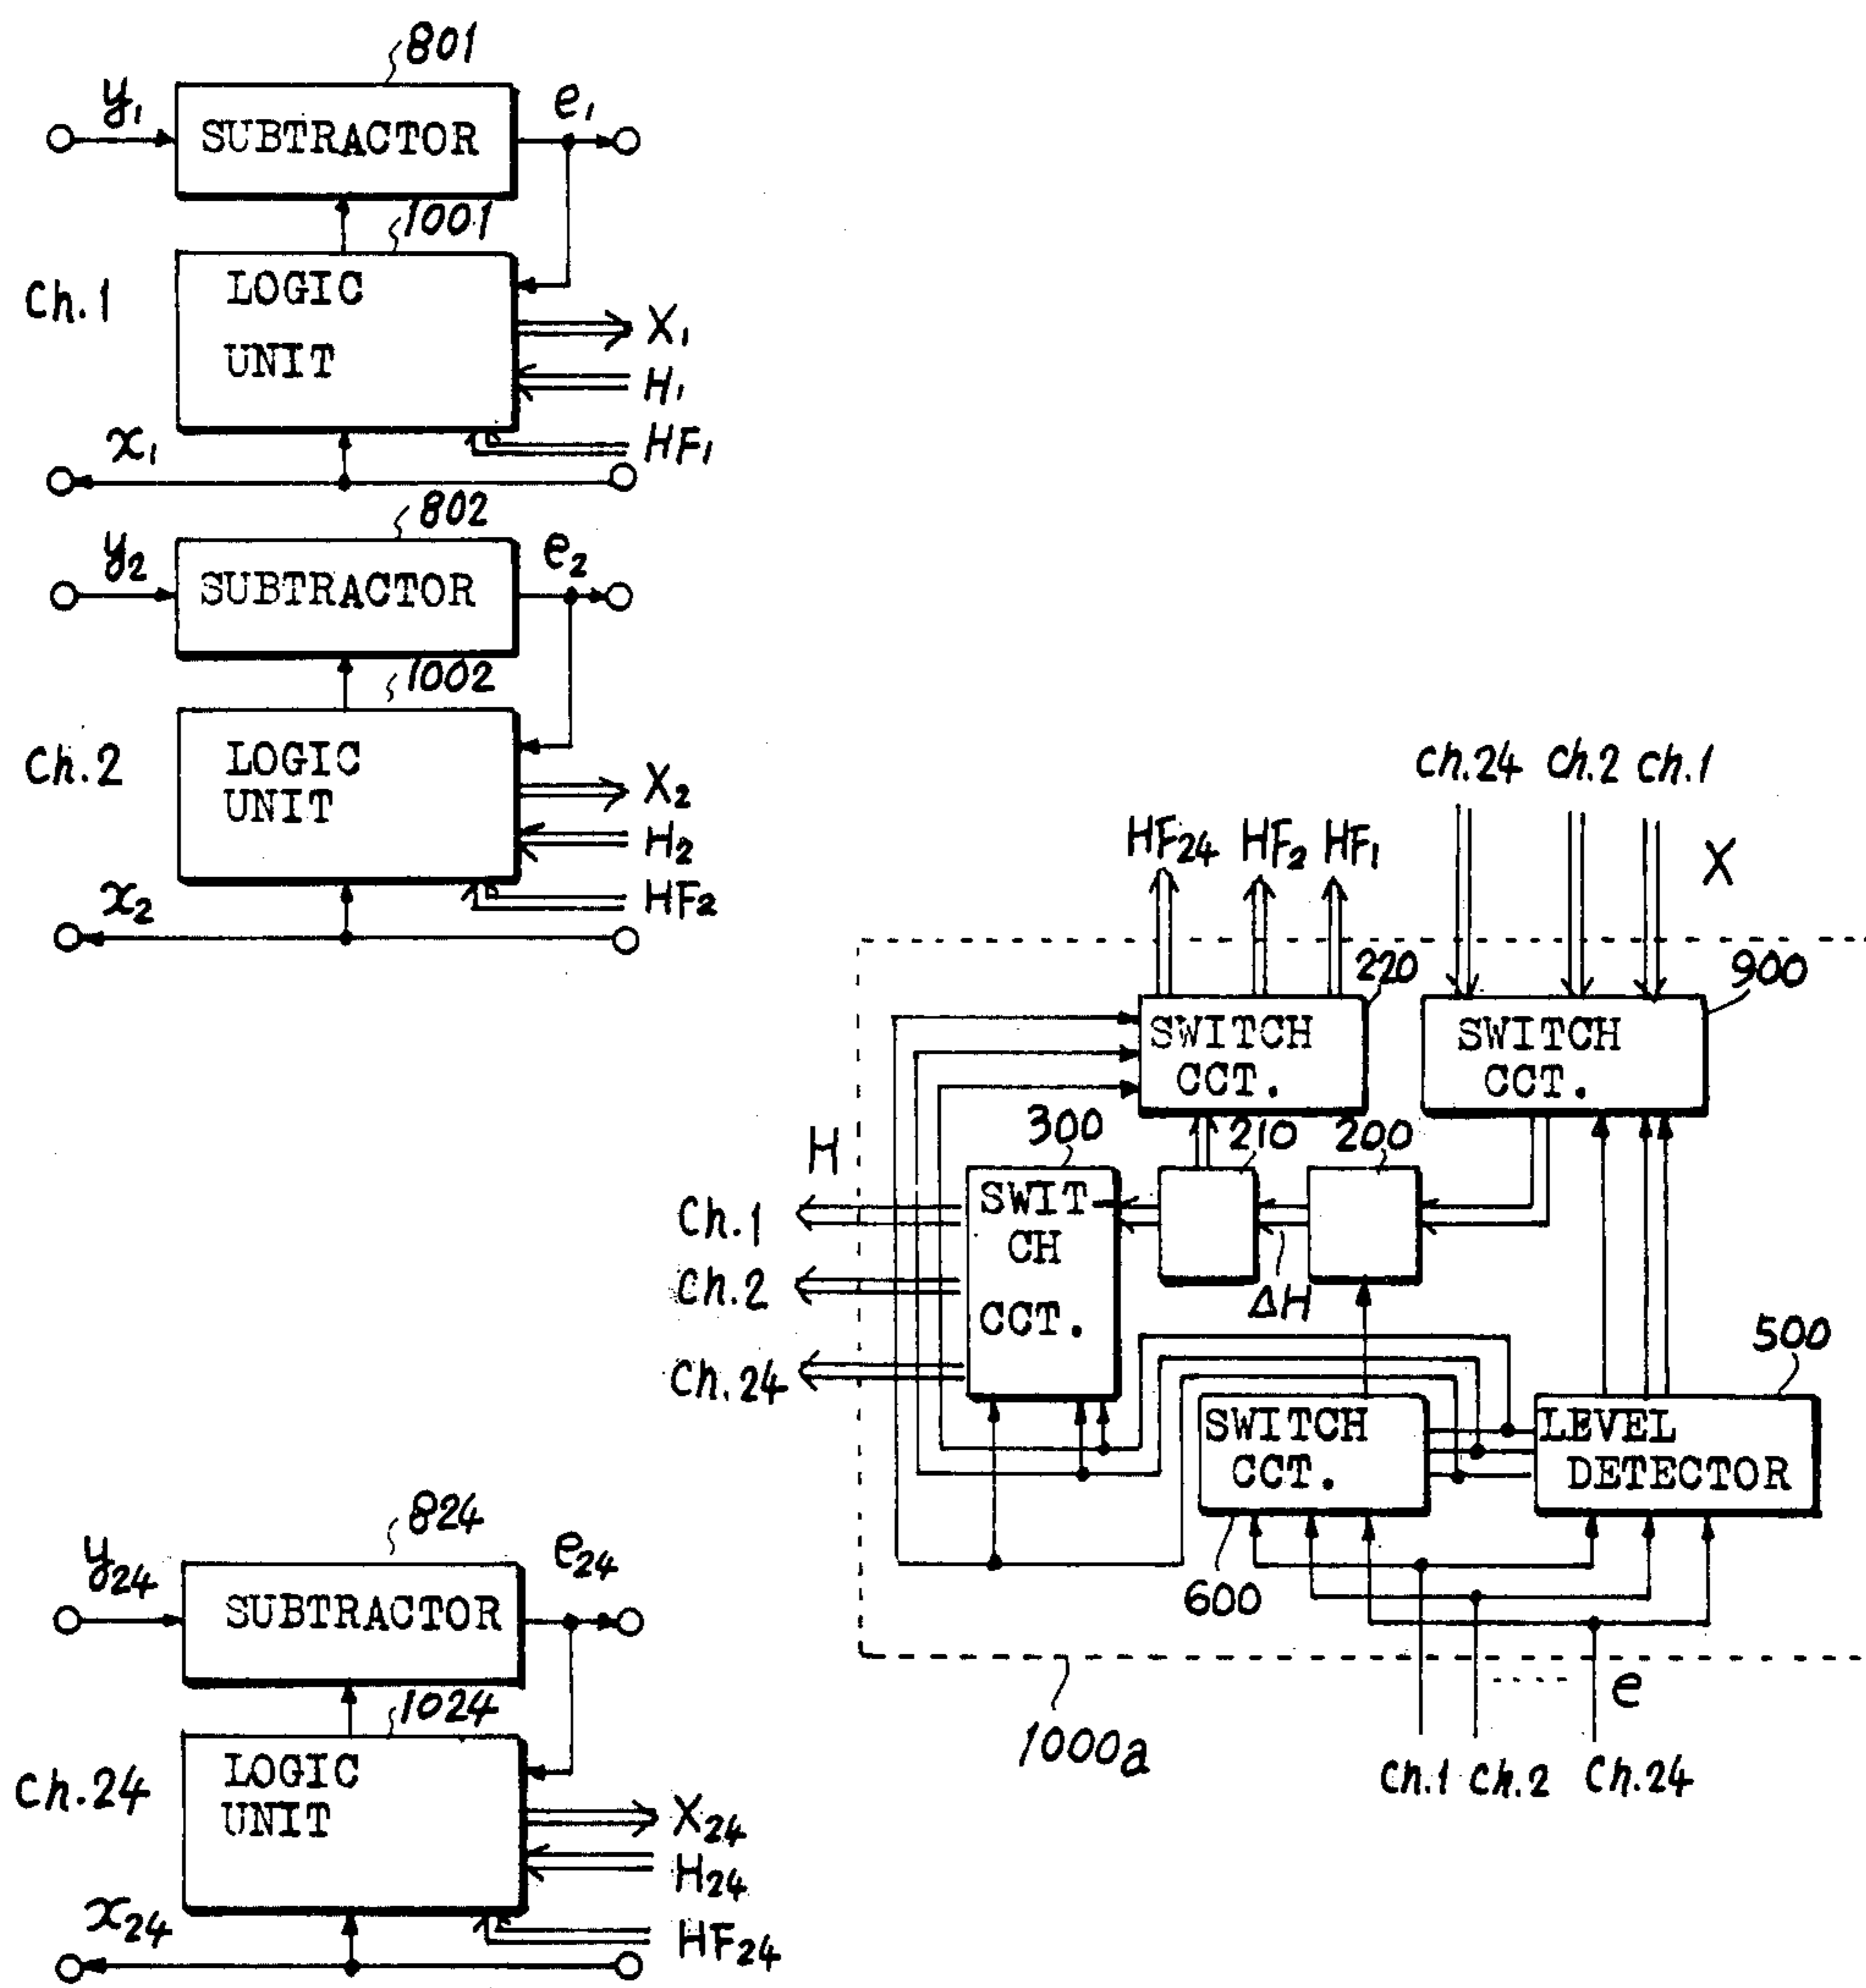 801
y₁
SUBTRACTOR
e₁
1001
Ch.1
LOGIC
UNIT
X₁
H₁
HF₁
x₁
802
y₂
SUBTRACTOR
e₂
1002
Ch.2
LOGIC
UNIT
X₂
H₂
HF₂
x₂
824
y₂₄
SUBTRACTOR
e₂₄
1024
Ch.24
LOGIC
UNIT
X₂₄
H₂₄
HF₂₄
x₂₄
ch.24 ch.2 ch.1
HF₂₄ HF₂ HF₁
X
220
900
SWITCH
CCT.
SWITCH
CCT.
300
210
200
H
SWIT-
CH
CCT.
Ch.1
Ch.2
Ch.24
ΔH
500
SWITCH
CCT.
LEVEL
DETECTOR
600
1000a
e
Ch.1 Ch.2 Ch.24